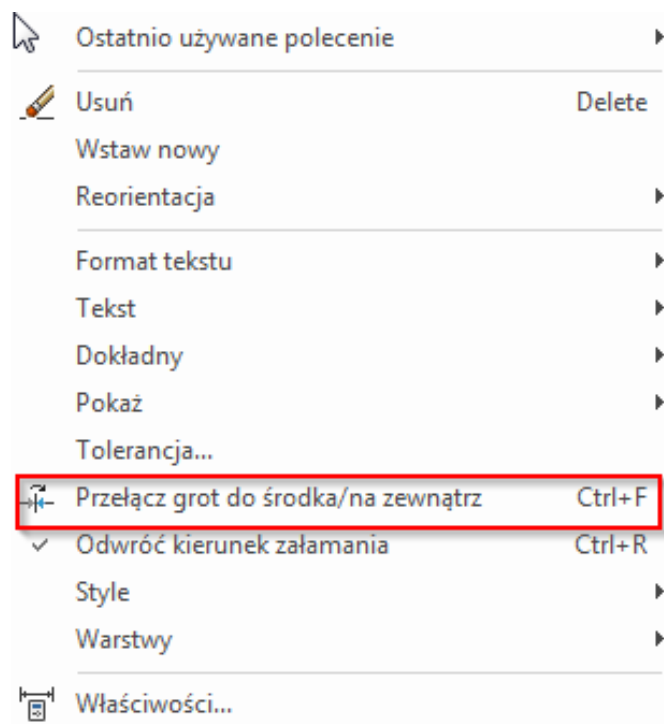 Ostatnio używane polecenie
Usuń Delete
Wstaw nowy
Reorientacja
Format tekstu
Tekst
Dokładny
Pokaż
Tolerancja...
Przełącz grot do środka/na zewnątrz Ctrl+F
Odwróć kierunek załamania Ctrl+R
Style
Warstwy
Właściwości...